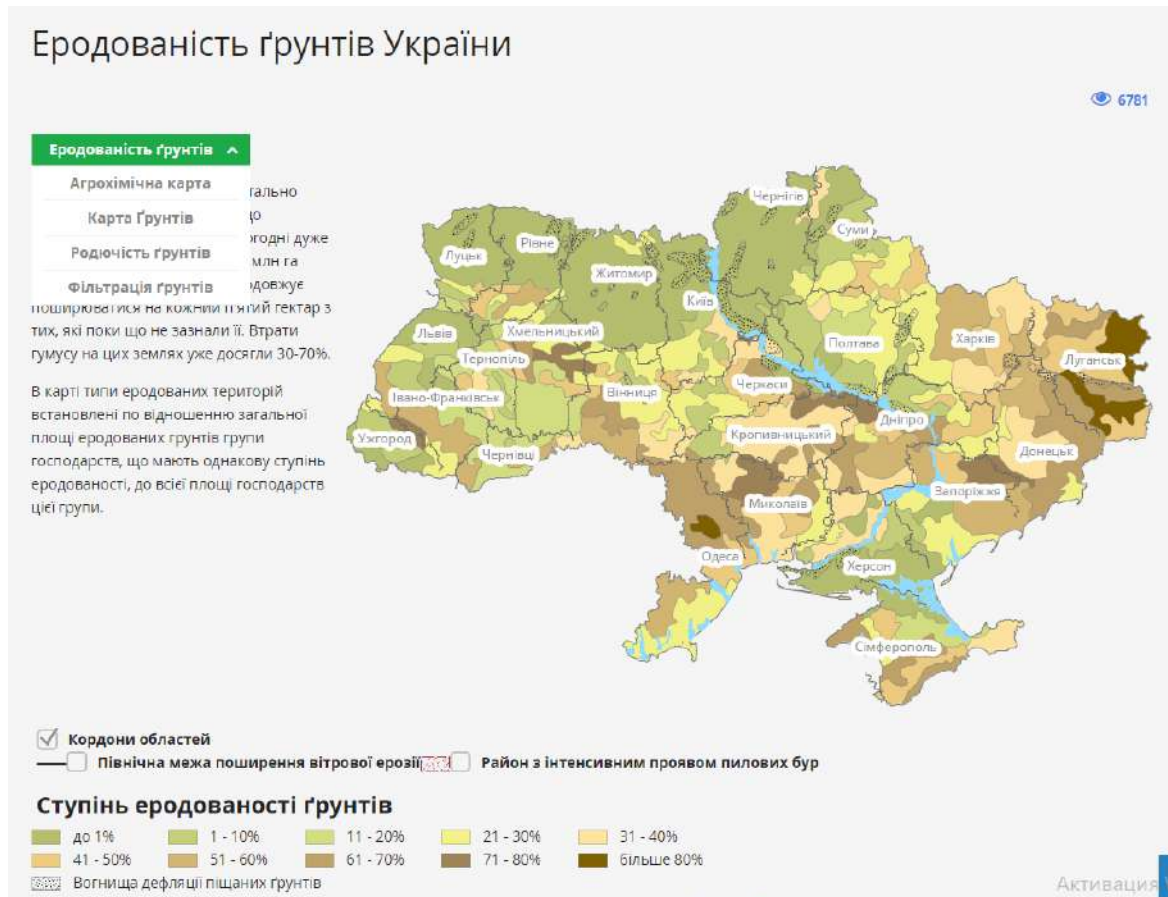 Еродованість ґрунтів України
6781
Еродованість ґрунтів
Агрохімічна карта
Карта Ґрунтів
Родючість ґрунтів
Фільтрація ґрунтів
дуже
млн га
поширюватися на кожний п'ятий гектар з
тих, які поки що не зазнали її. Втрати
гумусу на цих землях уже досягли 30-70%.
В карті типи еродованих територій
встановлені по відношенню загальної
площі еродованих ґрунтів групи
господарств, що мають однакову ступінь
еродованості, до всієї площі господарств
цієї групи.
Чернігів
Суми
Луцьк
Рівне
Житомир
Київ
Львів
Хмельницький
Тернопіль
Полтава
Харків
Луганськ
Івано-Франківськ
Вінниця
Черкаси
Ужгород
Чернівці
Кропивницький
Дніпро
Донецьк
Миколаїв
Запоріжжя
Одеса
Херсон
Сімферополь
Кордони областей
Північна межа поширення вітрової ерозії
Район з інтенсивним проявом пилових бур
Ступінь еродованості ґрунтів
до 1%
1 - 10%
11 - 20%
21 - 30%
31 - 40%
41 - 50%
51 - 60%
61 - 70%
71 - 80%
більше 80%
Вогнища дефляції піщаних ґрунтів
Активация